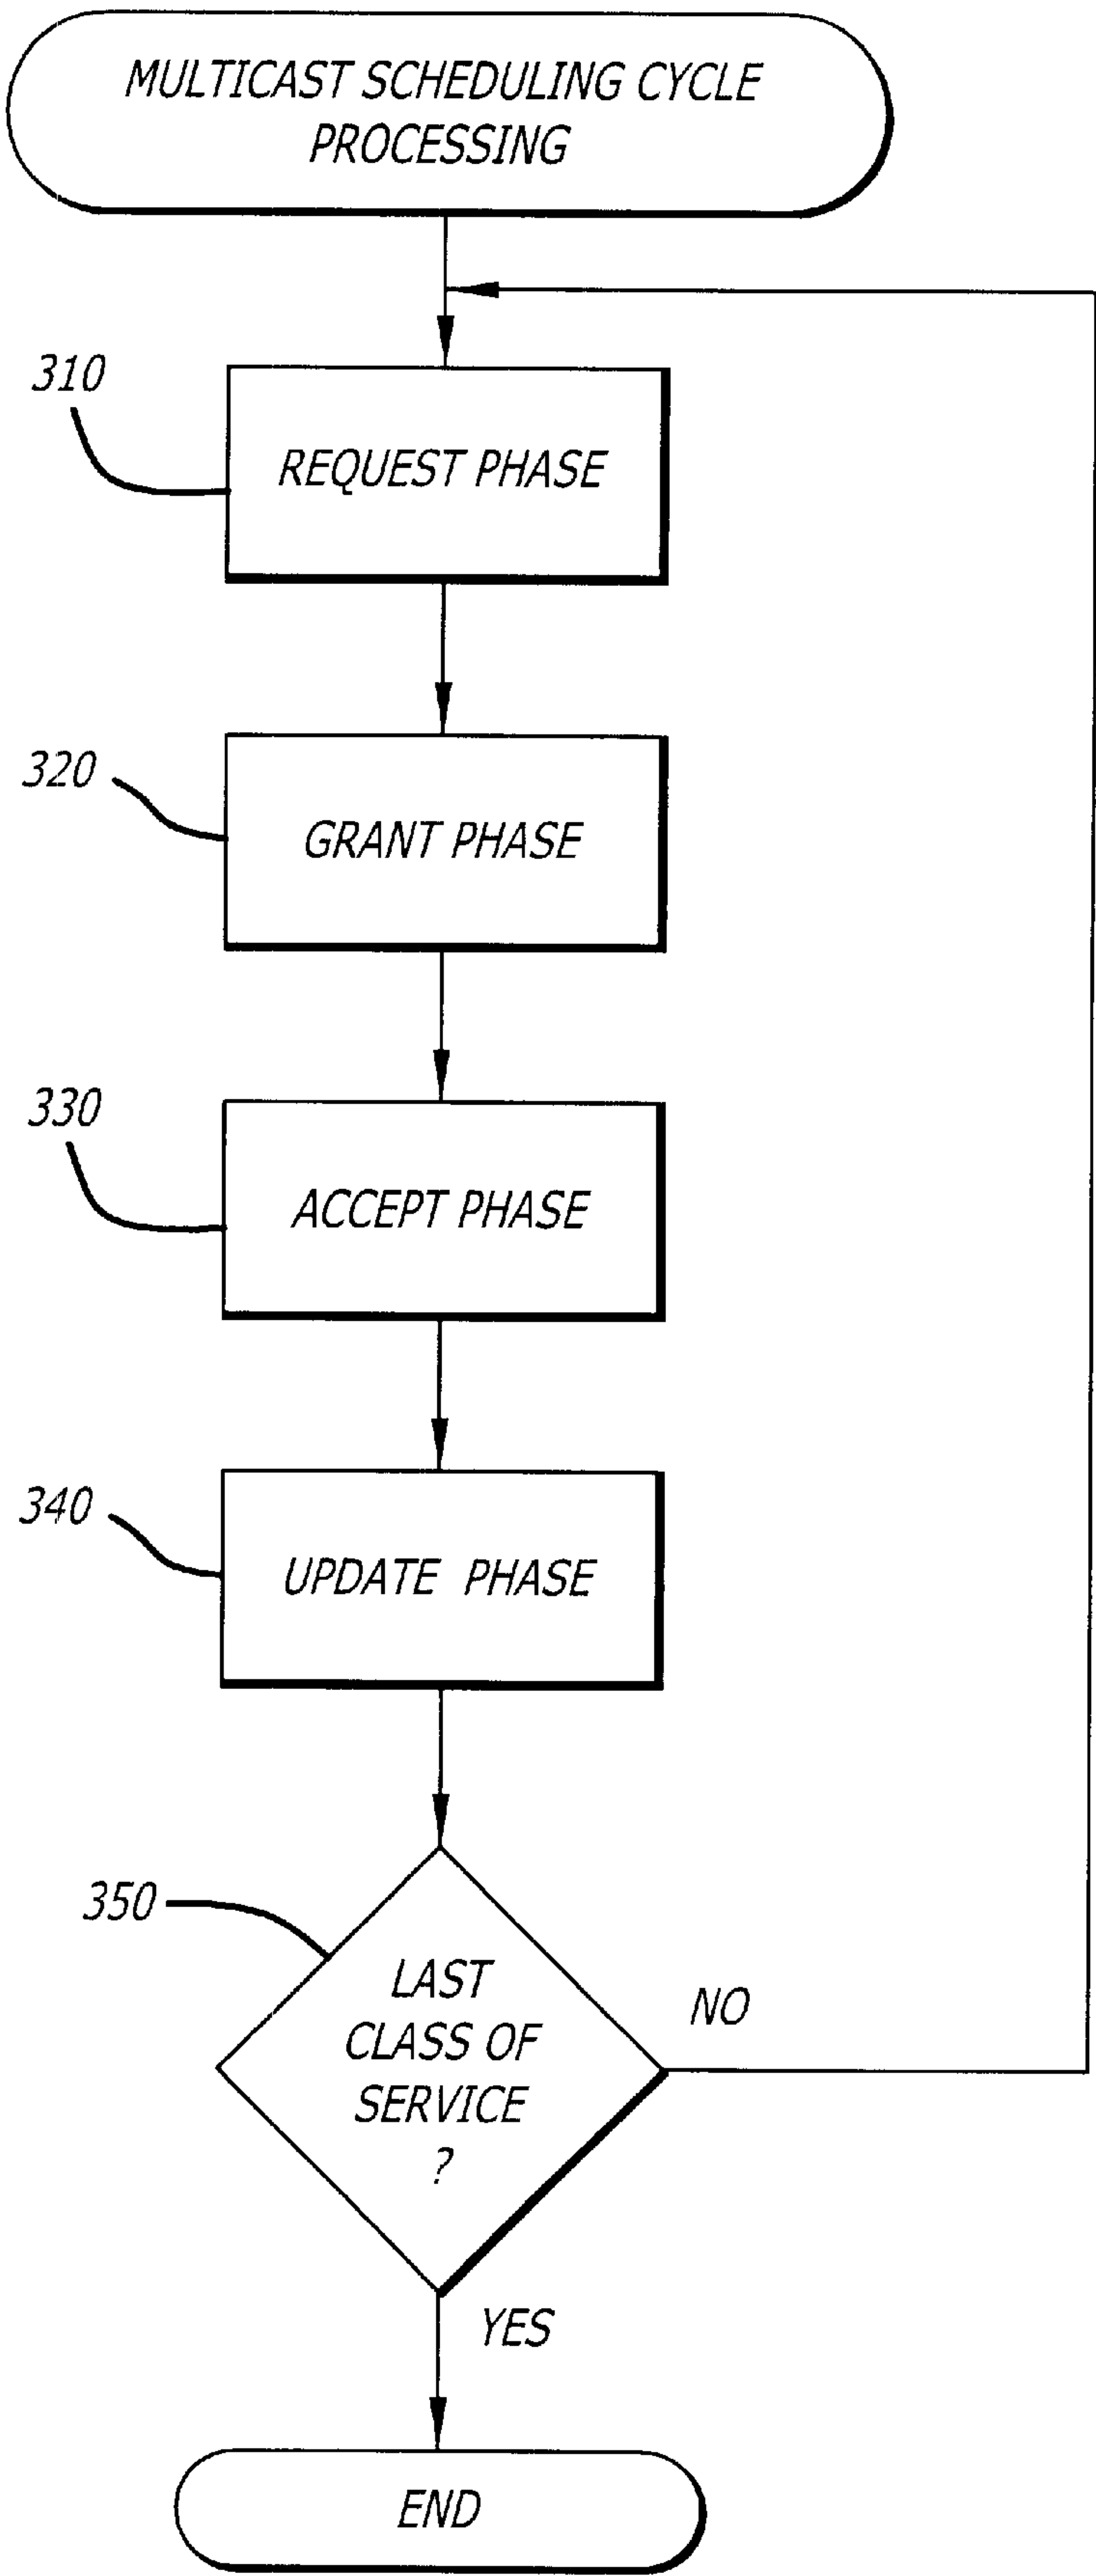 MULTICAST SCHEDULING CYCLE
PROCESSING
310
REQUEST PHASE
320
GRANT PHASE
330
ACCEPT PHASE
340
UPDATE PHASE
350
LAST
CLASS OF
SERVICE
?
NO
YES
END